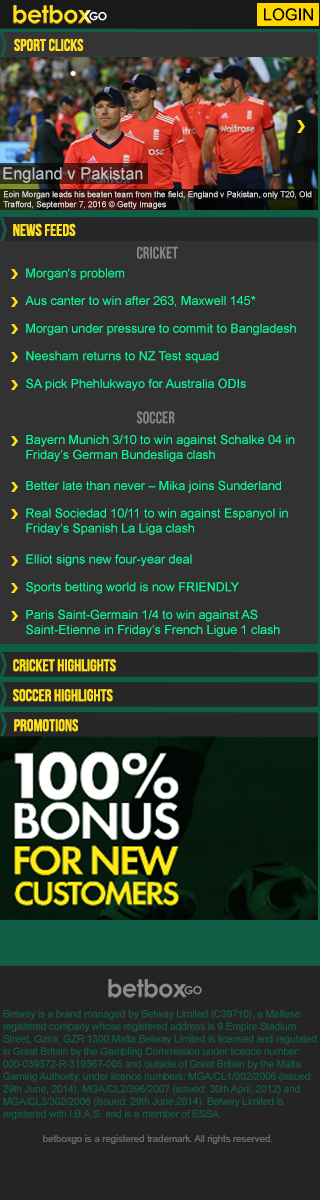 betboxGO
LOGIN
SPORT CLICKS
England v Pakistan
Eoin Morgan leads his beaten team from the field, England v Pakistan, only T20, Old
Trafford, September 7, 2016 © Getty Images
NEWS FEEDS
CRICKET
Morgan's problem
Aus canter to win after 263, Maxwell 145*
Morgan under pressure to commit to Bangladesh
Neesham returns to NZ Test squad
SA pick Phehlukwayo for Australia ODIs
SOCCER
Bayern Munich 3/10 to win against Schalke 04 in
Friday's German Bundesliga clash
Better late than never – Mika joins Sunderland
Real Sociedad 10/11 to win against Espanyol in
Friday's Spanish La Liga clash
Elliot signs new four-year deal
Sports betting world is now FRIENDLY
Paris Saint-Germain 1/4 to win against AS
Saint-Etienne in Friday's French Ligue 1 clash
CRICKET HIGHLIGHTS
SOCCER HIGHLIGHTS
PROMOTIONS
100%
BONUS
FOR NEW
CUSTOMERS
betboxGO
Betway is a brand managed by Betway Limited (C39710), a Maltese
registered company whose registered address is 9 Empire Stadium
Street, Gzira, GZR 1300,Malta Betway Limited is licensed and regulated
in Great Britain by the Gambling Commission under licence number:
000-039372-R-319367-005 and outside of Great Britain by the Malta
Gaming Authority, under licence numbers: MGA/CL1/302/2006 (issued:
29th June, 2014), MGA/CL2/396/2007 (issued: 30th April, 2012) and
MGA/CL3/302/2006 (issued: 29th June,2014). Betway Limited is
registered with I.B.A.S. and is a member of ESSA.
betboxgo is a registered trademark. All rights reserved.